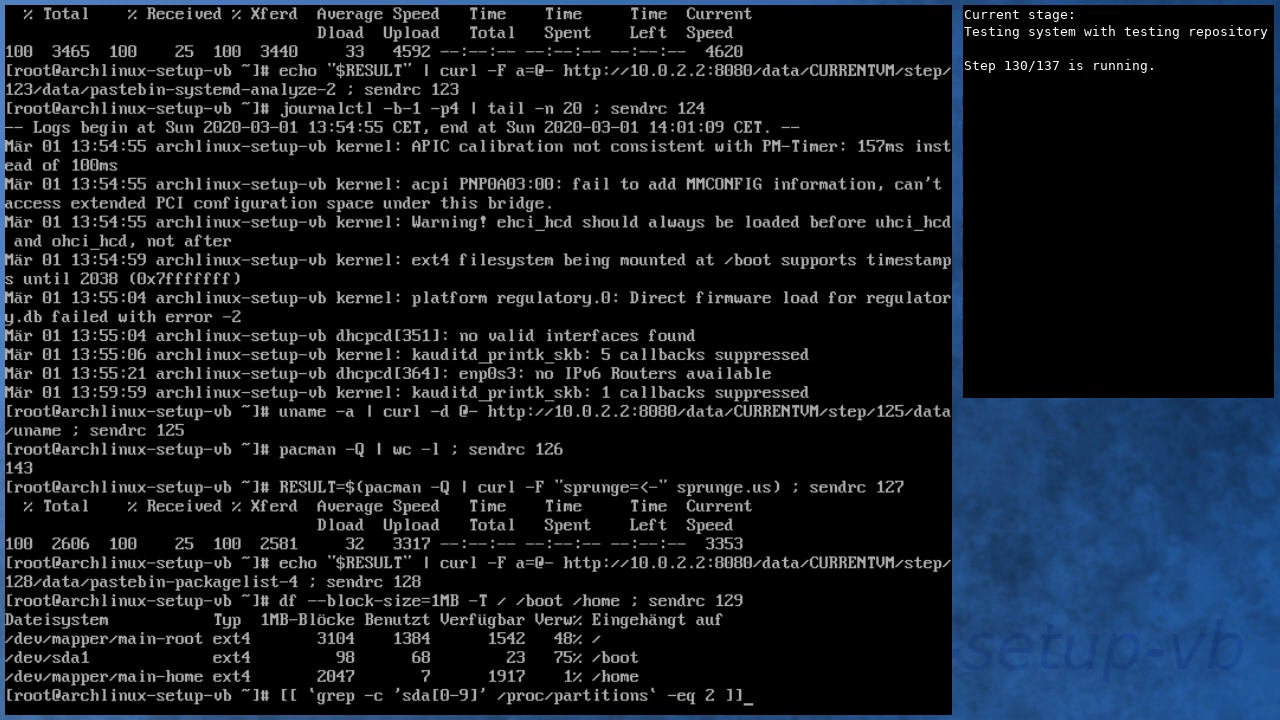 % Total    % Received % Xferd  Average Speed   Time    Time     Time  Current
                                 Dload  Upload   Total   Spent    Left  Speed
100  3465  100    25  100  3440     33   4592 --:--:-- --:--:-- --:--:--  4620
[root@archlinux-setup-vb ~]# echo "$RESULT" | curl -F a=@- http://10.0.2.2:8080/data/CURRENTVM/step/
123/data/pastebin-systemd-analyze-2 ; sendrc 123
[root@archlinux-setup-vb ~]# journalctl -b-1 -p4 | tail -n 20 ; sendrc 124
-- Logs begin at Sun 2020-03-01 13:54:55 CET, end at Sun 2020-03-01 14:01:09 CET. --
Mär 01 13:54:55 archlinux-setup-vb kernel: APIC calibration not consistent with PM-Timer: 157ms inst
ead of 100ms
Mär 01 13:54:55 archlinux-setup-vb kernel: acpi PNP0A03:00: fail to add MMCONFIG information, can't 
access extended PCI configuration space under this bridge.
Mär 01 13:54:55 archlinux-setup-vb kernel: Warning! ehci_hcd should always be loaded before uhci_hcd
 and ohci_hcd, not after
Mär 01 13:54:59 archlinux-setup-vb kernel: ext4 filesystem being mounted at /boot supports timestamp
s until 2038 (0x7fffffff)
Mär 01 13:55:04 archlinux-setup-vb kernel: platform regulatory.0: Direct firmware load for regulator
y.db failed with error -2
Mär 01 13:55:04 archlinux-setup-vb dhcpcd[351]: no valid interfaces found
Mär 01 13:55:06 archlinux-setup-vb kernel: kauditd_printk_skb: 5 callbacks suppressed
Mär 01 13:55:21 archlinux-setup-vb dhcpcd[364]: enp0s3: no IPv6 Routers available
Mär 01 13:59:59 archlinux-setup-vb kernel: kauditd_printk_skb: 1 callbacks suppressed
[root@archlinux-setup-vb ~]# uname -a | curl -d @- http://10.0.2.2:8080/data/CURRENTVM/step/125/data
/uname ; sendrc 125
[root@archlinux-setup-vb ~]# pacman -Q | wc -l ; sendrc 126
143
[root@archlinux-setup-vb ~]# RESULT=$(pacman -Q | curl -F "sprunge=<-" sprunge.us) ; sendrc 127
  % Total    % Received % Xferd  Average Speed   Time    Time     Time  Current
                                 Dload  Upload   Total   Spent    Left  Speed
100  2606  100    25  100  2581     32   3317 --:--:-- --:--:-- --:--:--  3353
[root@archlinux-setup-vb ~]# echo "$RESULT" | curl -F a=@- http://10.0.2.2:8080/data/CURRENTVM/step/
128/data/pastebin-packagelist-4 ; sendrc 128
[root@archlinux-setup-vb ~]# df --block-size=1MB -T / /boot /home ; sendrc 129
Dateisystem           Typ  1MB-Blöcke Benutzt Verfügbar Verw% Eingehängt auf
/dev/mapper/main-root ext4       3104    1384      1542   48% /
/dev/sda1             ext4         98      68        23   75% /boot
/dev/mapper/main-home ext4       2047       7      1917    1% /home
[root@archlinux-setup-vb ~]# [[ `grep -c 'sda[0-9]' /proc/partitions` -eq 2 ]]_
Current stage:
Testing system with testing repository
Step 130/137 is running.
-setup-vb